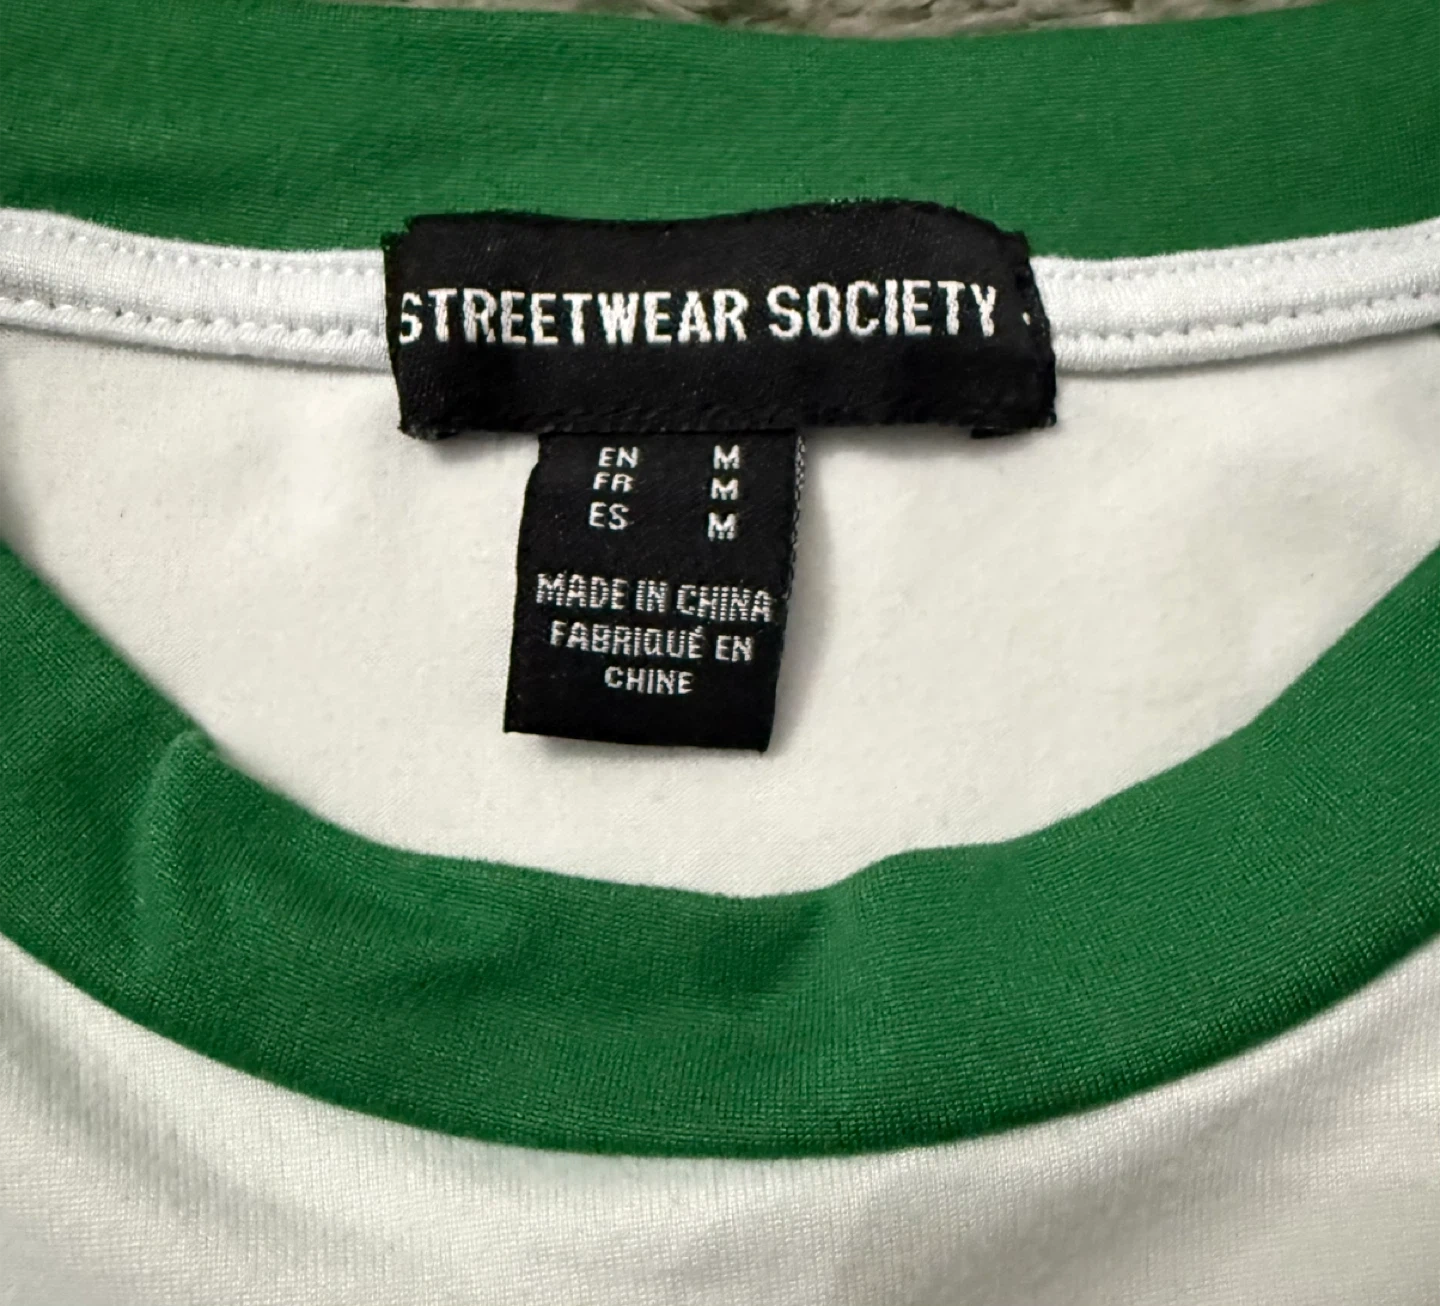 STREETWEAR SOCIETY
EN M
FR M
ES M
MADE IN CHINA
FABRIQUÉ EN
CHINE